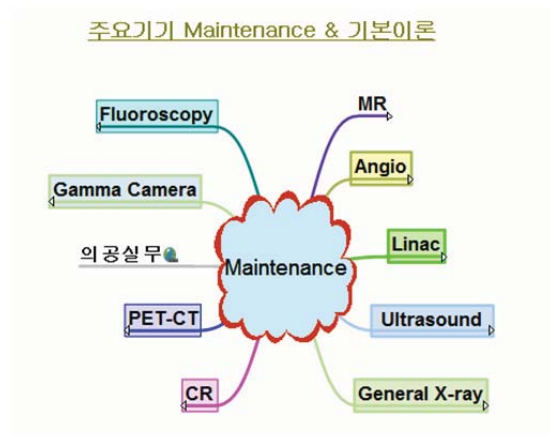 주요기기 Maintenance & 기본이론
Fluoroscopy
MR
Angio
Gamma Camera
Linac
의공실무
Maintenance
PET-CT
Ultrasound
CR
General X-ray